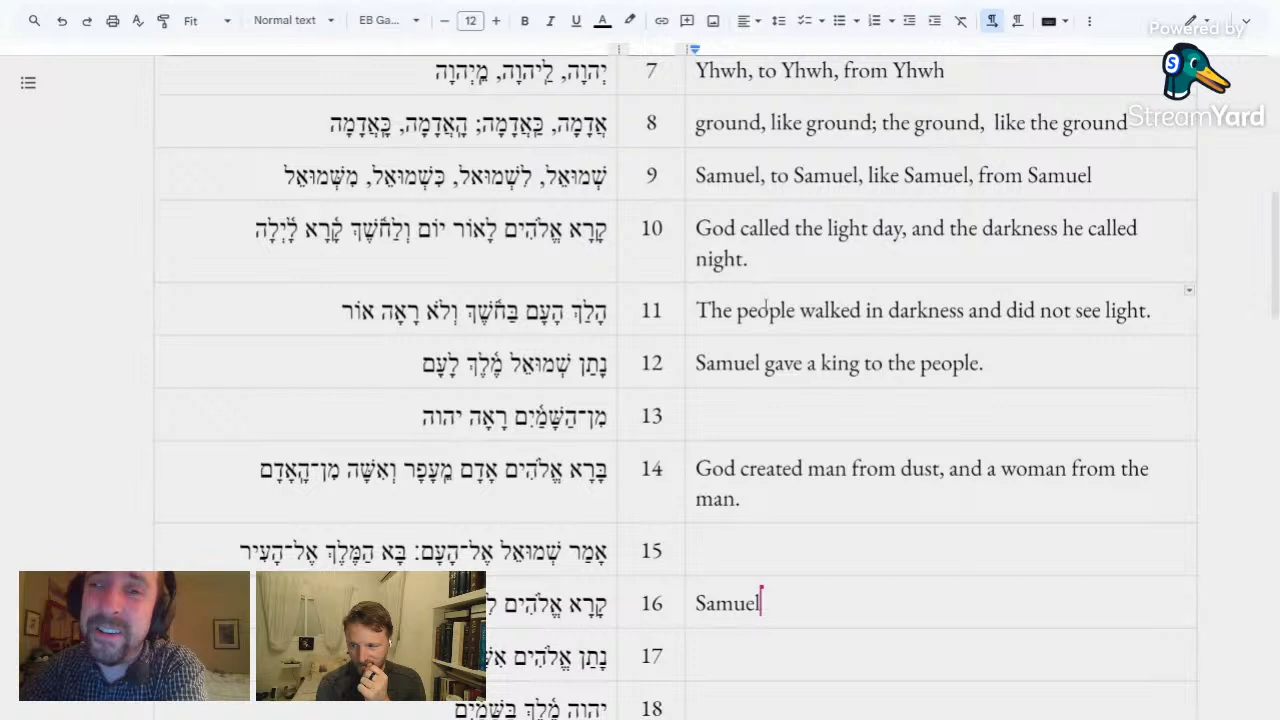 Fit Normal text EB Ga... 12
Powered by
StreamYard
יְהוָה, לַיהוָה, מֵיְהוָה 7 Yhwh, to Yhwh, from Yhwh
אֲדָמָה, כַּאֲדָמָה; הָאֲדָמָה, כָּאֲדָמָה 8 ground, like ground; the ground, like the ground
שְׁמוּאֵל, לִשְׁמוּאל, כִּשְׁמוּאֵל, מִשְּׁמוּאֵל 9 Samuel, to Samuel, like Samuel, from Samuel
קָרָא אֱלֹהִים לָאוֹר יוֹם וְלַחֹ֫שֶׁךְ קָ֫רָא לָ֫יְלָה 10 God called the light day, and the darkness he called
night.
הָלַךְ הָעָם בַּחֹ֫שֶׁךְ וְלֹא רָאָה אוֹר 11 The people walked in darkness and did not see light.
נָתַן שְׁמוּאֵל מֶ֫לֶךְ לָעָם 12 Samuel gave a king to the people.
מִן־הַשָּׁמַ֫יִם רָאָה יהוה 13
בָּרָא אֱלֹהִים אָדָם מֵעָפָר וְאִשָּׁה מִן־הָאָדָם 14 God created man from dust, and a woman from the
man.
אָמַר שְׁמוּאֵל אֶל־הָעָם: בָּא הַמֶּלֶךְ אֶל־הָעִיר 15
קָרָא אֱלֹהִים 16 Samuel
נָתַן אֱלֹהִים 17
יהוה מֶ֫לֶךְ בַּשָּׁמַיִם 18